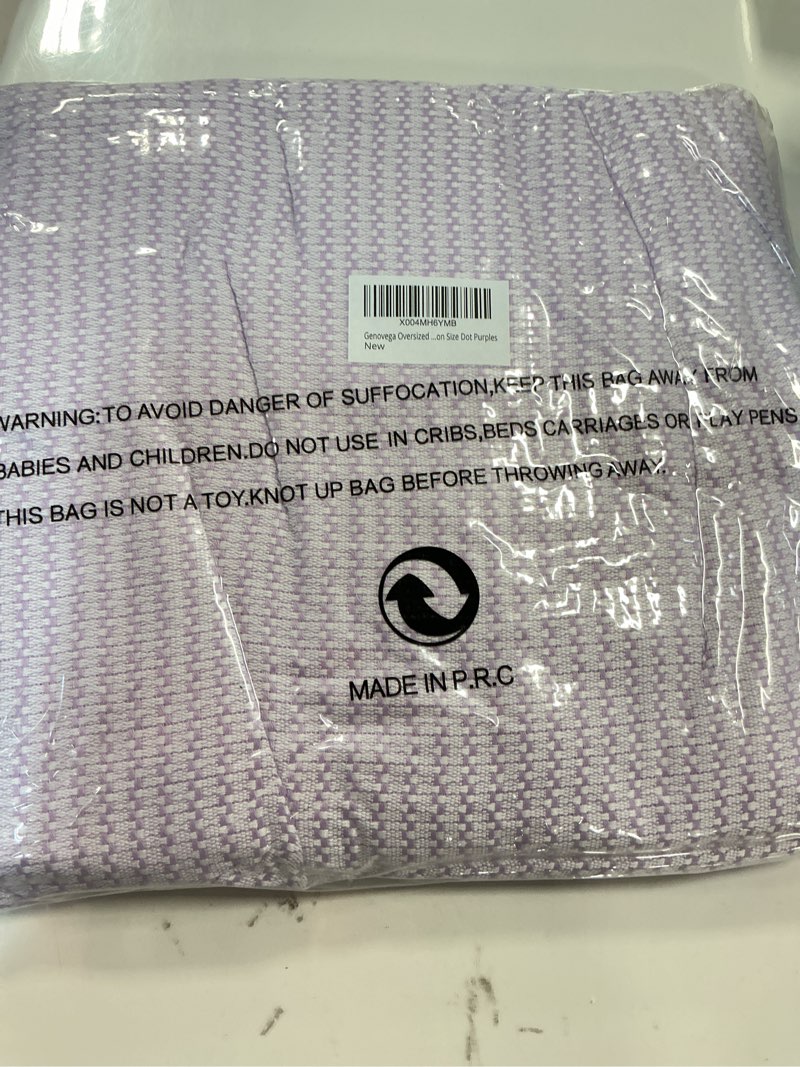 X004MH6YMB
Genovega Oversized ...on Size Dot Purples
New
WARNING:TO AVOID DANGER OF SUFFOCATION,KEEP THIS BAG AWAY FROM
BABIES AND CHILDREN.DO NOT USE IN CRIBS,BEDS CARRIAGES OR PLAY PENS
THIS BAG IS NOT A TOY.KNOT UP BAG BEFORE THROWING AWAY.
MADE IN P.R.C